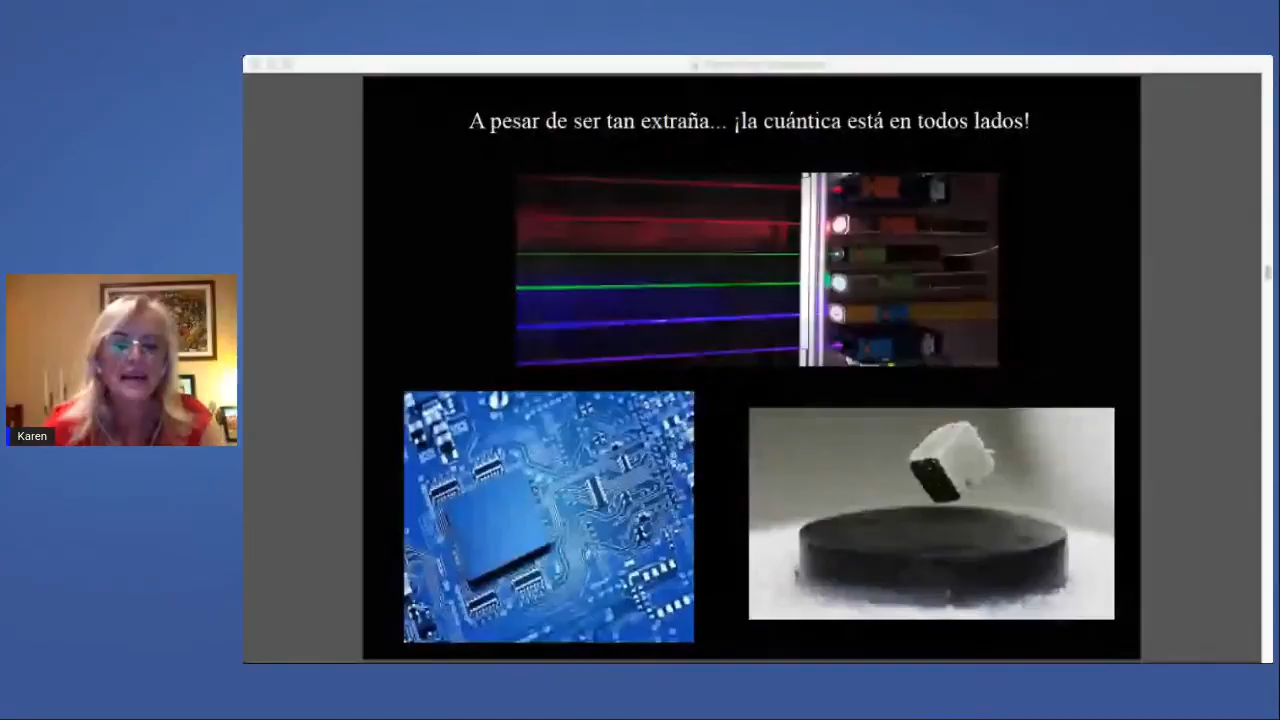 A pesar de ser tan extraña... ¡la cuántica está en todos lados!
Karen